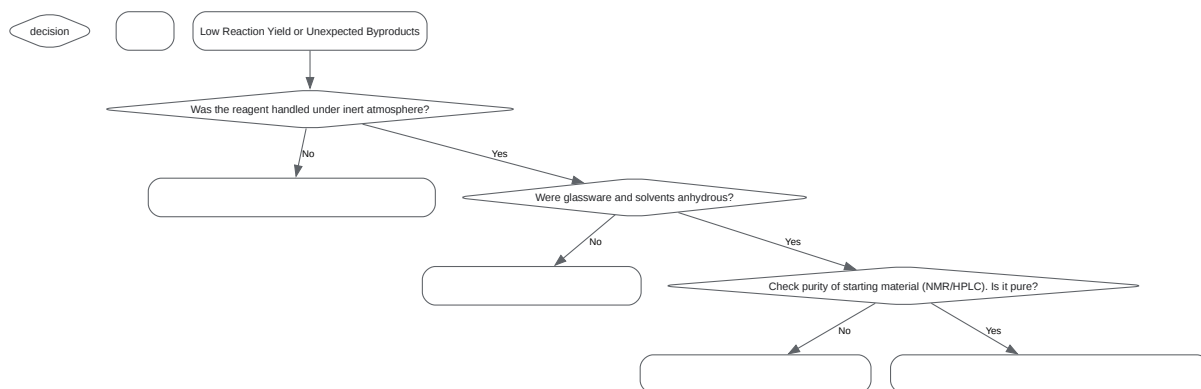 decision
Low Reaction Yield or Unexpected Byproducts
Was the reagent handled under inert atmosphere?
No
Yes
Were glassware and solvents anhydrous?
No
Yes
Check purity of starting material (NMR/HPLC). Is it pure?
No
Yes